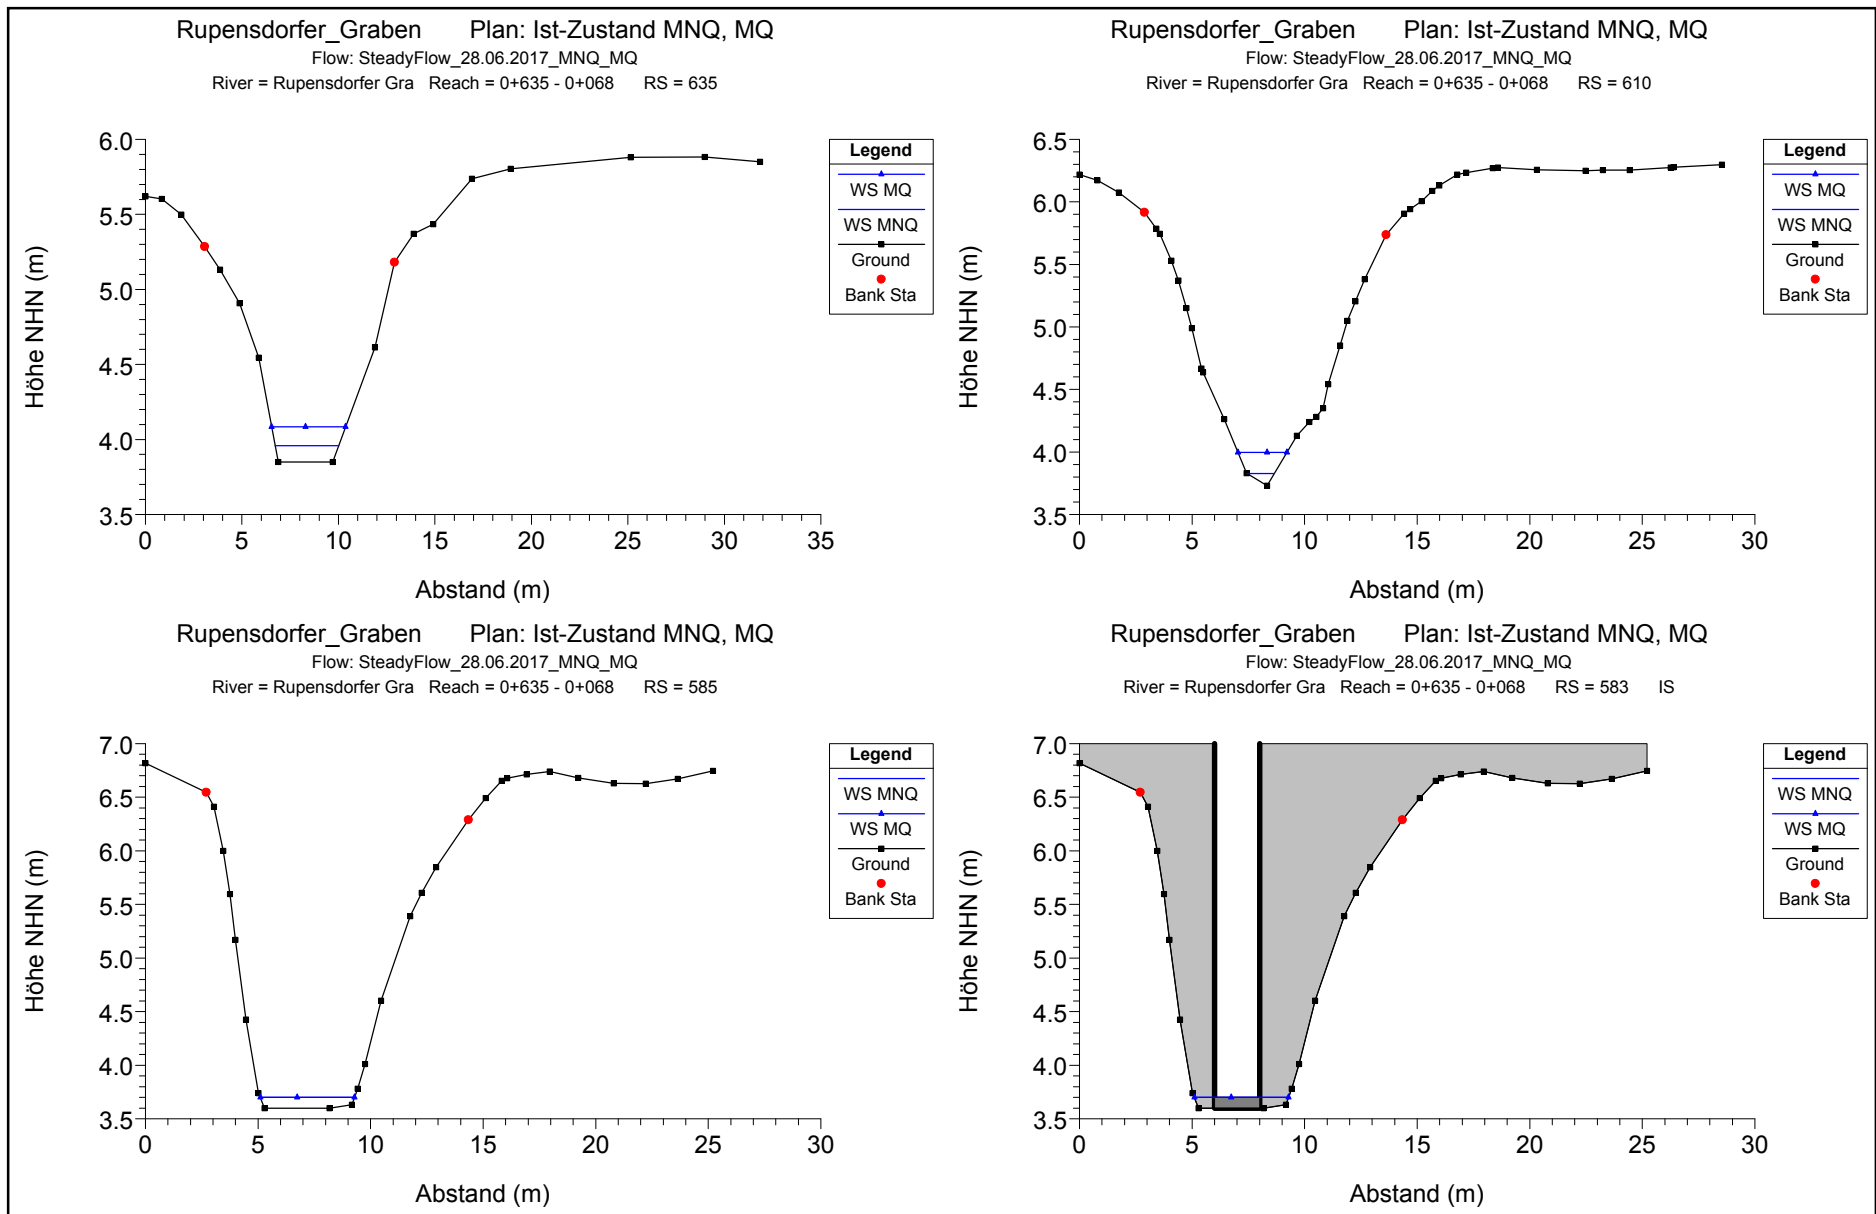 Rupensdorfer_Graben Plan: Ist-Zustand MNQ, MQ
Flow: SteadyFlow_28.06.2017_MNQ_MQ
River = Rupensdorfer Gra Reach = 0+635 - 0+068 RS = 635
6.0
5.5
5.0
4.5
4.0
3.5
0 5 10 15 20 25 30 35
Höhe NHN (m)
Abstand (m)
Legend
WS MQ
WS MNQ
Ground
Bank Sta
Rupensdorfer_Graben Plan: Ist-Zustand MNQ, MQ
Flow: SteadyFlow_28.06.2017_MNQ_MQ
River = Rupensdorfer Gra Reach = 0+635 - 0+068 RS = 610
6.5
6.0
5.5
5.0
4.5
4.0
3.5
0 5 10 15 20 25 30
Höhe NHN (m)
Abstand (m)
Legend
WS MQ
WS MNQ
Ground
Bank Sta
Rupensdorfer_Graben Plan: Ist-Zustand MNQ, MQ
Flow: SteadyFlow_28.06.2017_MNQ_MQ
River = Rupensdorfer Gra Reach = 0+635 - 0+068 RS = 585
7.0
6.5
6.0
5.5
5.0
4.5
4.0
3.5
0 5 10 15 20 25 30
Höhe NHN (m)
Abstand (m)
Legend
WS MNQ
WS MQ
Ground
Bank Sta
Rupensdorfer_Graben Plan: Ist-Zustand MNQ, MQ
Flow: SteadyFlow_28.06.2017_MNQ_MQ
River = Rupensdorfer Gra Reach = 0+635 - 0+068 RS = 583 IS
7.0
6.5
6.0
5.5
5.0
4.5
4.0
3.5
0 5 10 15 20 25 30
Höhe NHN (m)
Abstand (m)
Legend
WS MNQ
WS MQ
Ground
Bank Sta